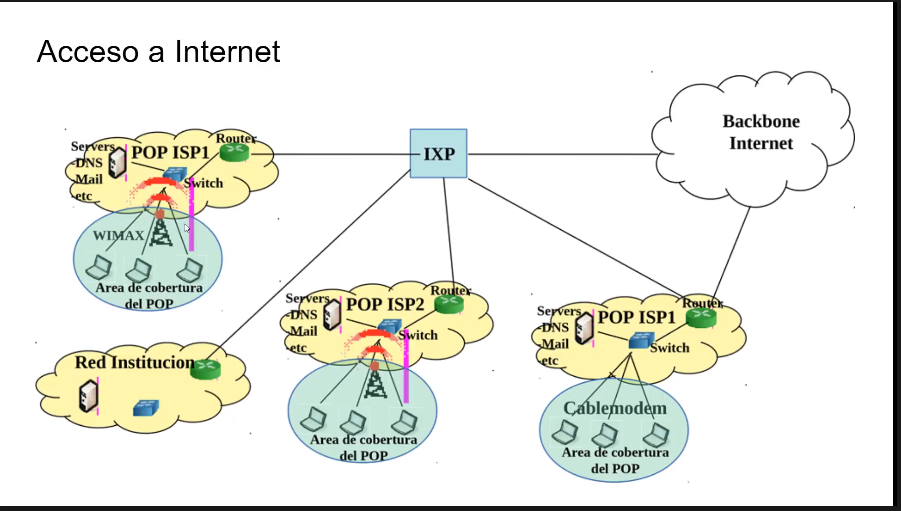 Acceso a Internet
Servers
-DNS
-Mail
-etc
POP ISP1
Router
Switch
WIMAX
Area de cobertura
del POP
IXP
Backbone
Internet
Red Institucion
Servers
-DNS
-Mail
-etc
POP ISP2
Router
Switch
Area de cobertura
del POP
Servers
-DNS
-Mail
-etc
POP ISP1
Router
Switch
Cablemodem
Area de cobertura
del POP